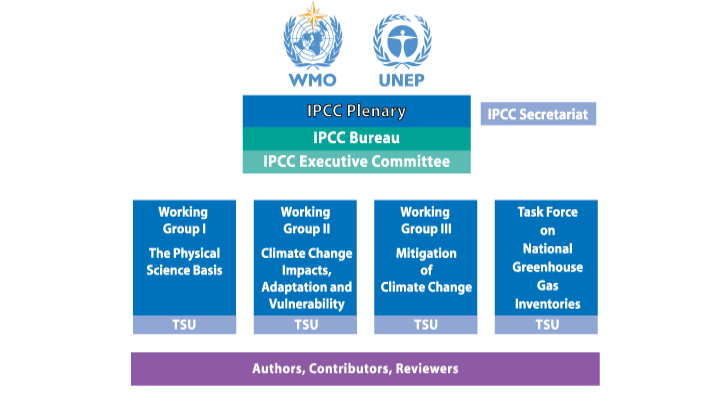 WMO
UNEP
IPCC Plenary
IPCC Secretariat
IPCC Bureau
IPCC Executive Committee
Working
Group I
The Physical
Science Basis
TSU
Working
Group II
Climate Change
Impacts,
Adaptation and
Vulnerability
TSU
Working
Group III
Mitigation
of
Climate Change
TSU
Task Force
on
National
Greenhouse
Gas
Inventories
TSU
Authors, Contributors, Reviewers